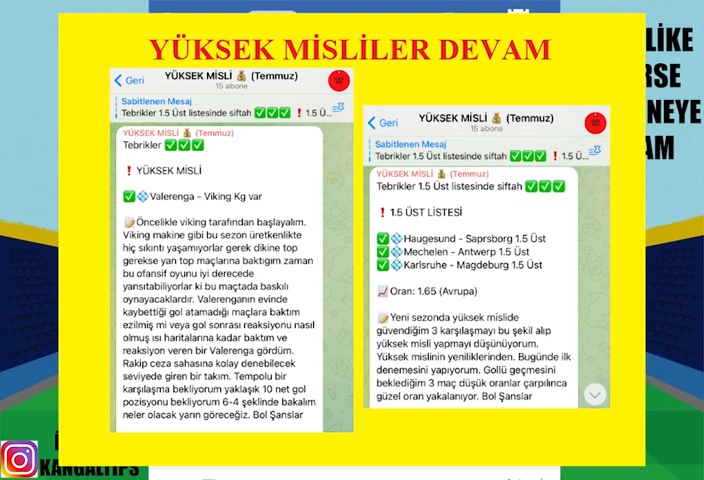 YÜKSEK MİSLİLER DEVAM
Geri
YÜKSEK MİSLİ 💰 (Temmuz)
15 abone
Sabitlenen Mesaj
Tebrikler 1.5 Üst listesinde siftah ✅✅✅ ❗ 1.5 Ü...
YÜKSEK MİSLİ 💰 (Temmuz)
Tebrikler ✅✅✅
❗ YÜKSEK MİSLİ
✅💠Valerenga - Viking Kg var
📝Öncelikle viking tarafından başlayalım.
Viking makine gibi bu sezon üretkenlikte
hiç sıkıntı yaşamıyorlar gerek dikine top
gerekse yan top maçlarına baktıgım zaman
bu ofansif oyunu iyi derecede
yansıtabiliyorlar ki bu maçtada baskılı
oynayacaklardır. Valerenganın evinde
kaybettiği gol atamadığı maçlara baktım
ezilmiş mi veya gol sonrası reaksiyonu nasıl
olmuş ısı haritalarına kadar baktım ve
reaksiyon veren bir Valerenga gördüm.
Rakip ceza sahasına kolay denebilecek
seviyede giren bir takım. Tempolu bir
karşılaşma bekliyorum yaklaşık 10 net gol
pozisyonu bekliyorum 6-4 şeklinde bakalım
neler olacak yarın göreceğiz. Bol Şanslar
Geri
YÜKSEK MİSLİ 💰 (Temmuz)
15 abone
Sabitlenen Mesaj
Tebrikler 1.5 Üst listesinde siftah ✅✅✅ ❗ 1.5 Ü...
YÜKSEK MİSLİ 💰 (Temmuz)
Tebrikler 1.5 Üst listesinde siftah ✅✅✅
❗ 1.5 ÜST LİSTESİ
✅💠Haugesund - Saprsborg 1.5 Üst
✅💠Mechelen - Antwerp 1.5 Üst
✅💠Karlsruhe - Magdeburg 1.5 Üst
📈 Oran: 1.65 (Avrupa)
📝Yeni sezonda yüksek mislide
güvendiğim 3 karşılaşmayı bu şekil alıp
yüksek misli yapmayı düşünüyorum.
Yüksek mislinin yeniliklerinden. Bugünde ilk
denemesini yapıyorum. Gollü geçmesini
beklediğim 3 maç düşük oranlar çarpılınca
güzel oran yakalanıyor. Bol Şanslar
LİKE
RSE
NEYE
AM
KANGALTIPS